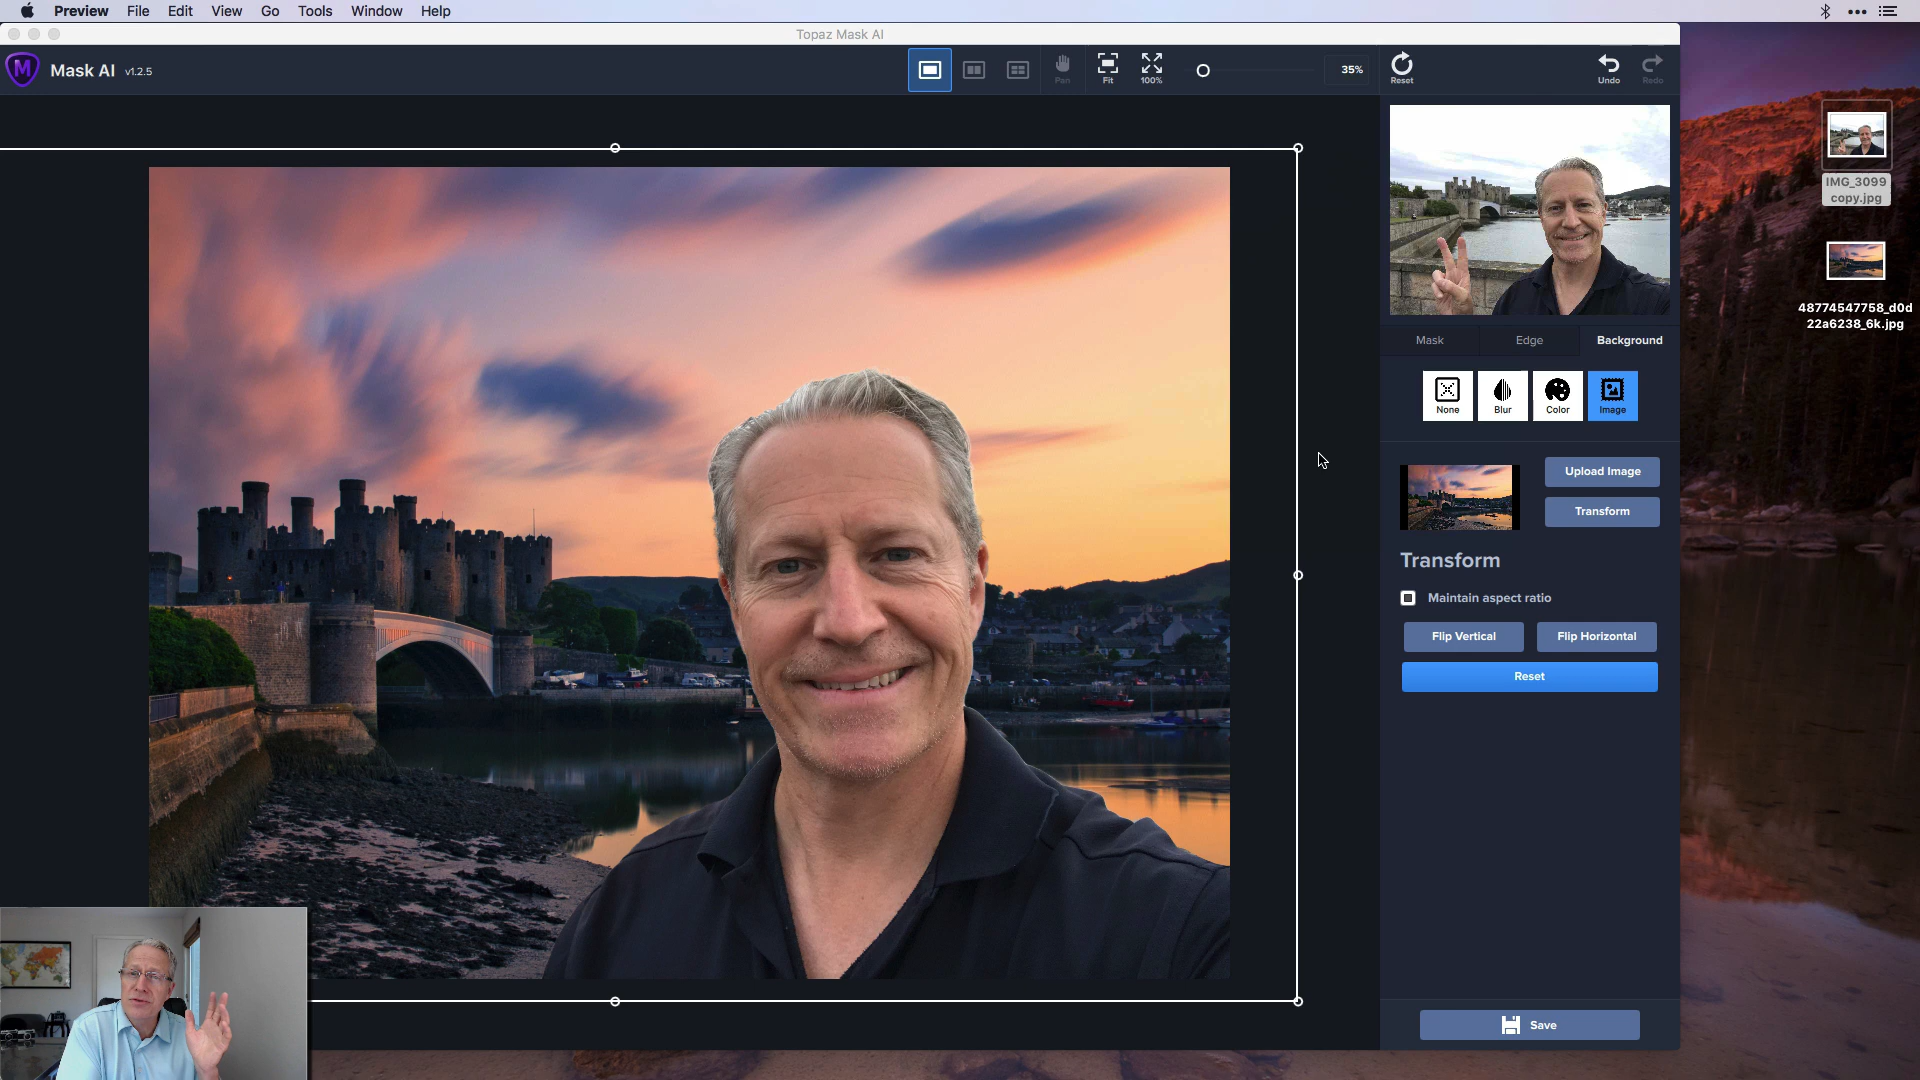 Preview File Edit View Go Tools Window Help
Topaz Mask AI
M Mask AI v1.2.5
Pan
Fit
100%
35%
Reset
Undo
Redo
IMG_3099
copy.jpg
48774547758_d0d
22a6238_6k.jpg
Mask Edge Background
None Blur Color Image
Upload Image
Transform
Transform
Maintain aspect ratio
Flip Vertical Flip Horizontal
Reset
Save